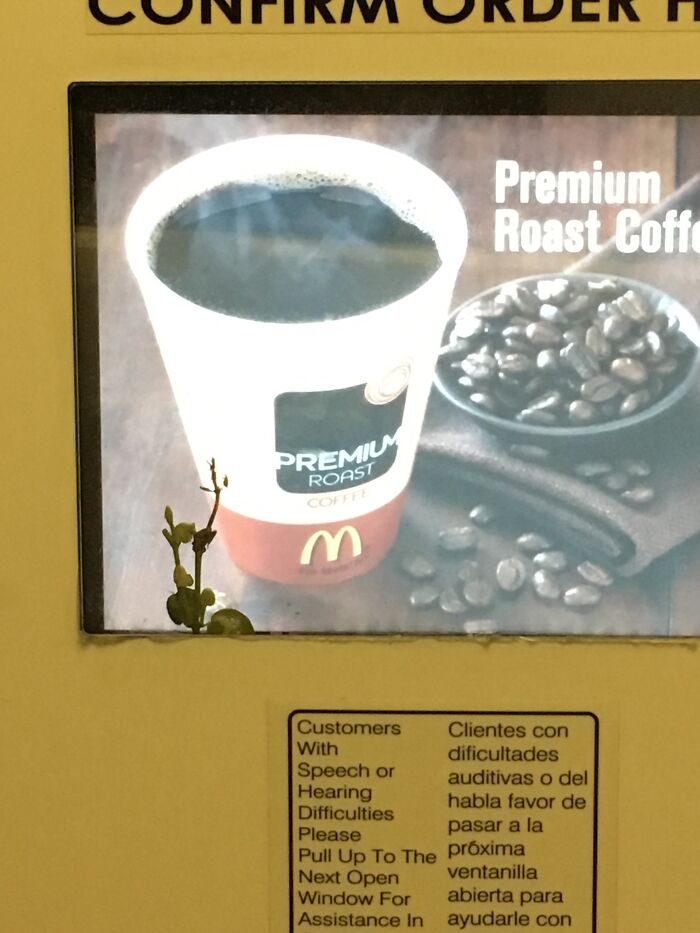 CONFIRM ORDER H
Premium
Roast Coffe
PREMIUM
ROAST
COFFEE
Customers
With
Speech or
Hearing
Difficulties
Please
Pull Up To The
Next Open
Window For
Assistance In
Clientes con
dificultades
auditivas o del
habla favor de
pasar a la
próxima
ventanilla
abierta para
ayudarle con